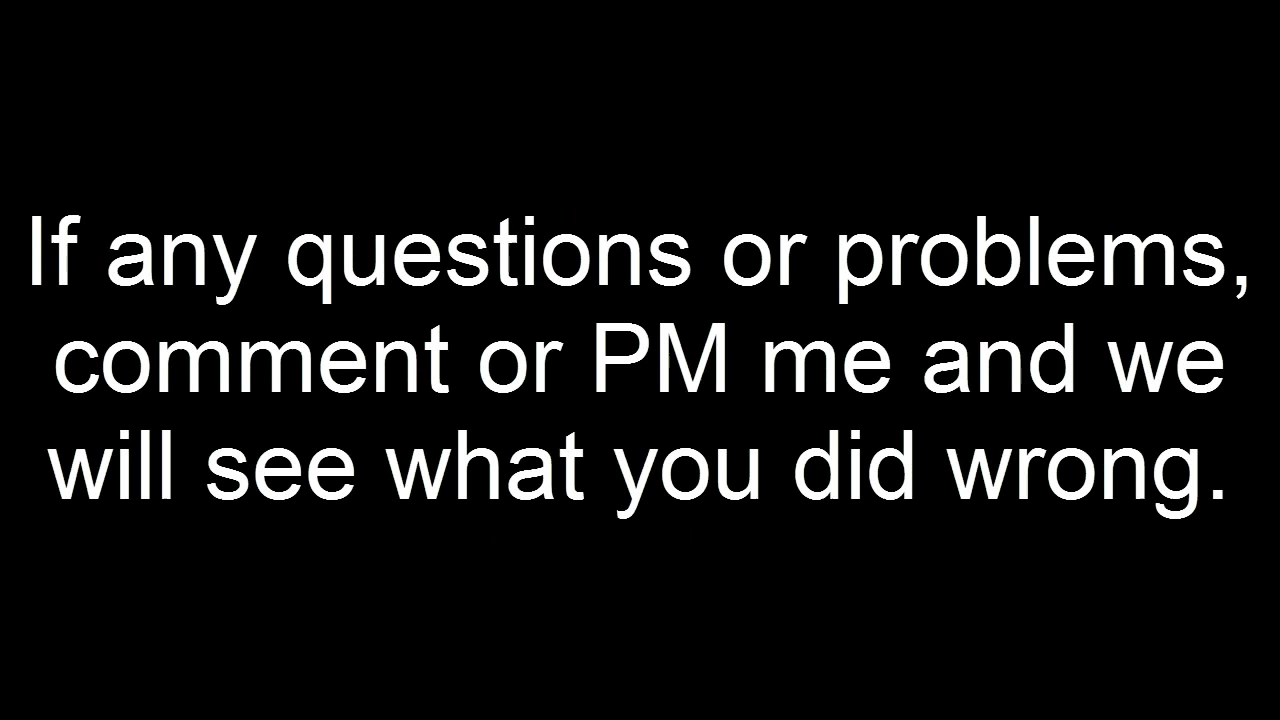 If any questions or problems,
comment or PM me and we
will see what you did wrong.